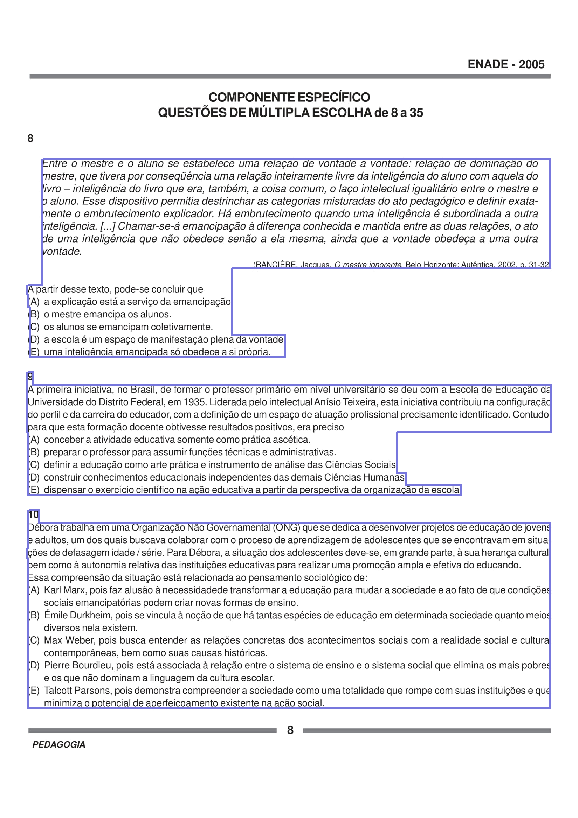 ENADE - 2005
COMPONENTE ESPECÍFICO
QUESTÕES DE MÚLTIPLA ESCOLHA de 8 a 35
8
Entre o mestre e o aluno se estabelece uma relação de vontade a vontade: relação de dominação do
mestre, que tivera por conseqüência uma relação inteiramente livre da inteligência do aluno com aquela do
livro – inteligência do livro que era, também, a coisa comum, o laço intelectual igualitário entre o mestre e
o aluno. Esse dispositivo permitia destrinchar as categorias misturadas do ato pedagógico e definir exata-
mente o embrutecimento explicador. Há embrutecimento quando uma inteligência é subordinada a outra
inteligência. [...] Chamar-se-á emancipação à diferença conhecida e mantida entre as duas relações, o ato
de uma inteligência que não obedece senão a ela mesma, ainda que a vontade obedeça a uma outra
vontade.
RANCIÈRE, Jacques. O mestre ignorante. Belo Horizonte: Autêntica, 2002. p. 31-32
A partir desse texto, pode-se concluir que
(A) a explicação está a serviço da emancipação.
(B) o mestre emancipa os alunos.
(C) os alunos se emancipam coletivamente.
(D) a escola é um espaço de manifestação plena da vontade.
(E) uma inteligência emancipada só obedece a si própria.
9
A primeira iniciativa, no Brasil, de formar o professor primário em nível universitário se deu com a Escola de Educação da
Universidade do Distrito Federal, em 1935. Liderada pelo intelectual Anísio Teixeira, esta iniciativa contribuiu na configuração
do perfil e da carreira do educador, com a definição de um espaço de atuação profissional precisamente identificado. Contudo,
para que esta formação docente obtivesse resultados positivos, era preciso
(A) conceber a atividade educativa somente como prática ascética.
(B) preparar o professor para assumir funções técnicas e administrativas.
(C) definir a educação como arte prática e instrumento de análise das Ciências Sociais.
(D) construir conhecimentos educacionais independentes das demais Ciências Humanas.
(E) dispensar o exercício científico na ação educativa a partir da perspectiva da organização da escola.
10
Débora trabalha em uma Organização Não Governamental (ONG) que se dedica a desenvolver projetos de educação de jovens
e adultos, um dos quais buscava colaborar com o processo de aprendizagem de adolescentes que se encontravam em situa-
ções de defasagem idade / série. Para Débora, a situação dos adolescentes deve-se, em grande parte, à sua herança cultural,
bem como à autonomia relativa das instituições educativas para realizar uma promoção ampla e efetiva do educando.
Essa compreensão da situação está relacionada ao pensamento sociológico de:
(A) Karl Marx, pois faz alusão à necessidadede transformar a educação para mudar a sociedade e ao fato de que condições
sociais emancipatórias podem criar novas formas de ensino.
(B) Émile Durkheim, pois se vincula à noção de que há tantas espécies de educação em determinada sociedade quanto meios
diversos nela existem.
(C) Max Weber, pois busca entender as relações concretas dos acontecimentos sociais com a realidade social e cultural
contemporâneas, bem como suas causas históricas.
(D) Pierre Bourdieu, pois está associada à relação entre o sistema de ensino e o sistema social que elimina os mais pobres
e os que não dominam a linguagem da cultura escolar.
(E) Talcott Parsons, pois demonstra compreender a sociedade como uma totalidade que rompe com suas instituições e que
minimiza o potencial de aperfeiçoamento existente na ação social.
8
PEDAGOGIA